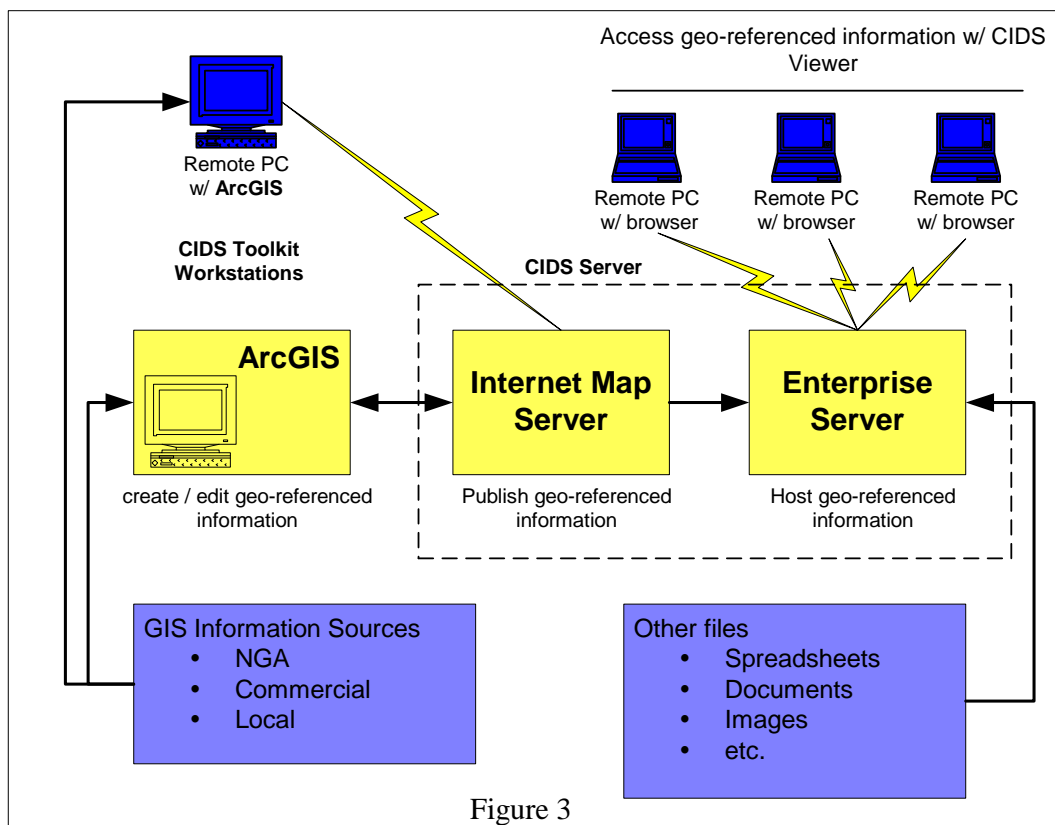 Access geo-referenced information w/ CIDS
Viewer
Remote PC
w/ ArcGIS
Remote PC
w/ browser
Remote PC
w/ browser
Remote PC
w/ browser
CIDS Toolkit
Workstations
CIDS Server
ArcGIS
Internet Map
Server
Enterprise
Server
create / edit geo-referenced
information
Publish geo-referenced
information
Host geo-referenced
information
GIS Information Sources
• NGA
• Commercial
• Local
Other files
• Spreadsheets
• Documents
• Images
• etc.
Figure 3